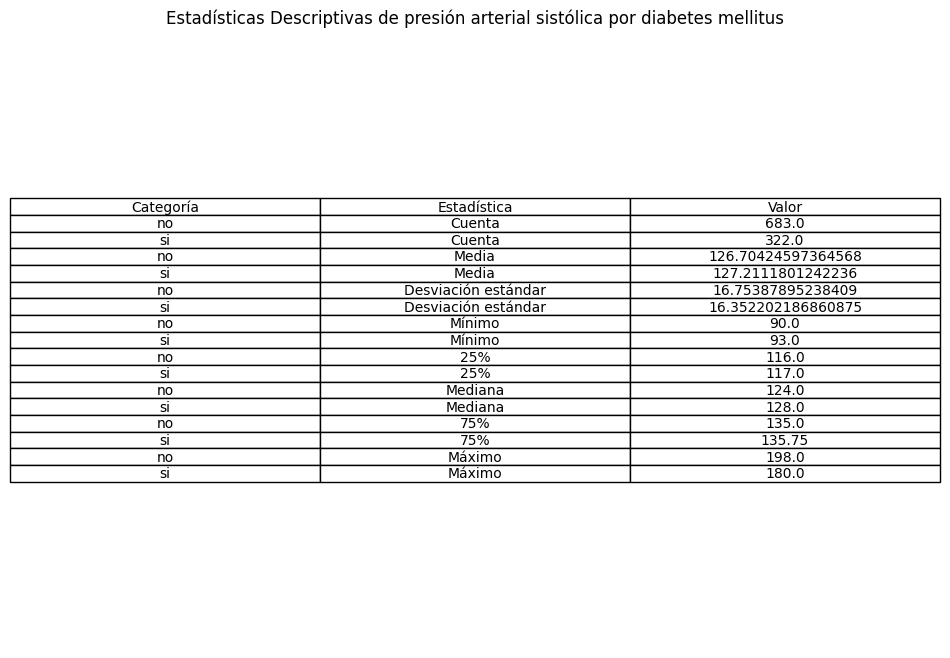 Estadísticas Descriptivas de presión arterial sistólica por diabetes mellitus
Categoría Estadística Valor
no Cuenta 683.0
si Cuenta 322.0
no Media 126.70424597364568
si Media 127.2111801242236
no Desviación estándar 16.75387895238409
si Desviación estándar 16.352202186860875
no Mínimo 90.0
si Mínimo 93.0
no 25% 116.0
si 25% 117.0
no Mediana 124.0
si Mediana 128.0
no 75% 135.0
si 75% 135.75
no Máximo 198.0
si Máximo 180.0